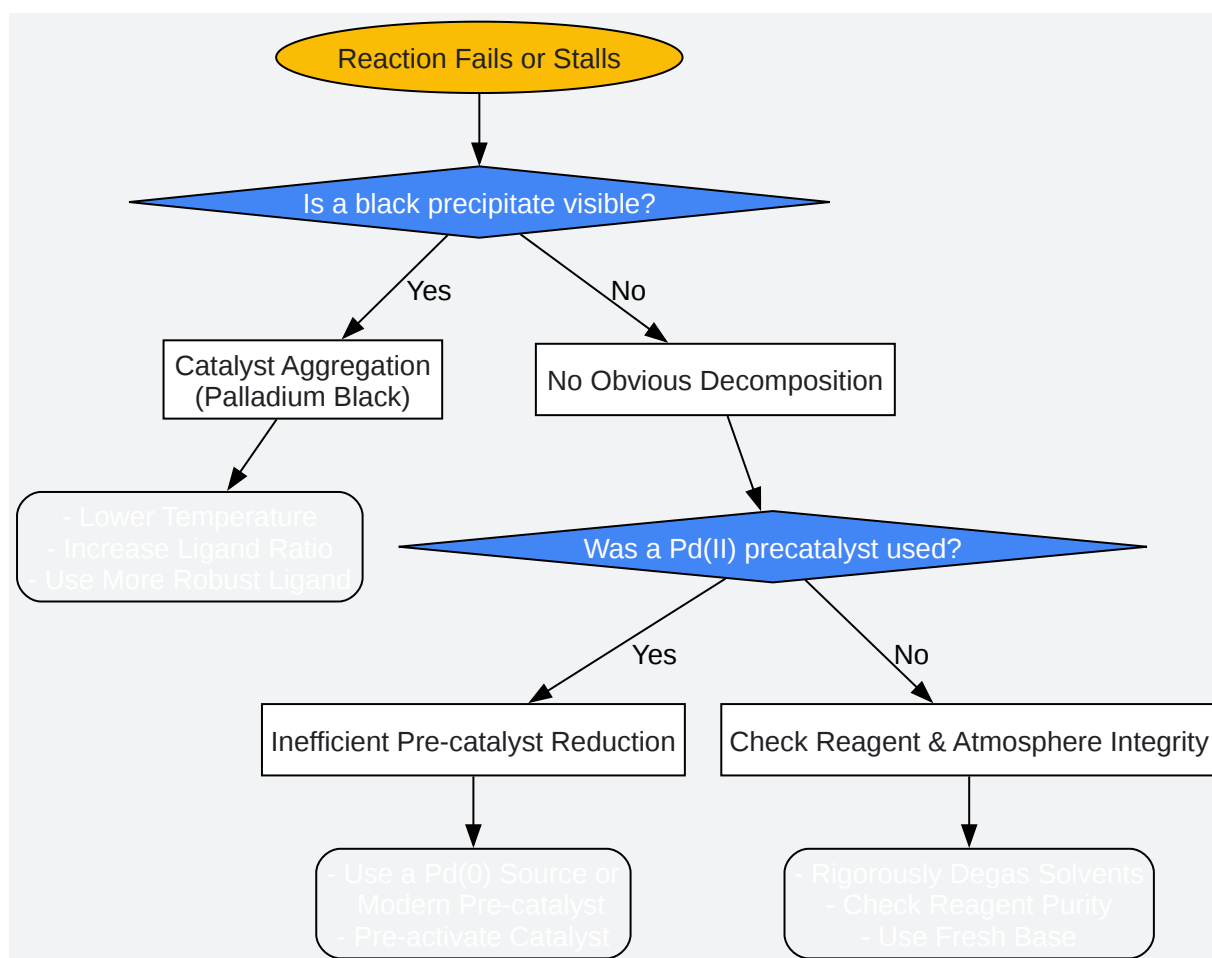 Reaction Fails or Stalls
Is a black precipitate visible?
Yes
No
Catalyst Aggregation
(Palladium Black)
No Obvious Decomposition
- Lower Temperature
- Increase Ligand Ratio
- Use More Robust Ligand
Was a Pd(II) precatalyst used?
Yes
No
Inefficient Pre-catalyst Reduction
Check Reagent & Atmosphere Integrity
- Use a Pd(0) Source or
Modern Pre-catalyst
- Pre-activate Catalyst
- Rigorously Degas Solvents
- Check Reagent Purity
- Use Fresh Base